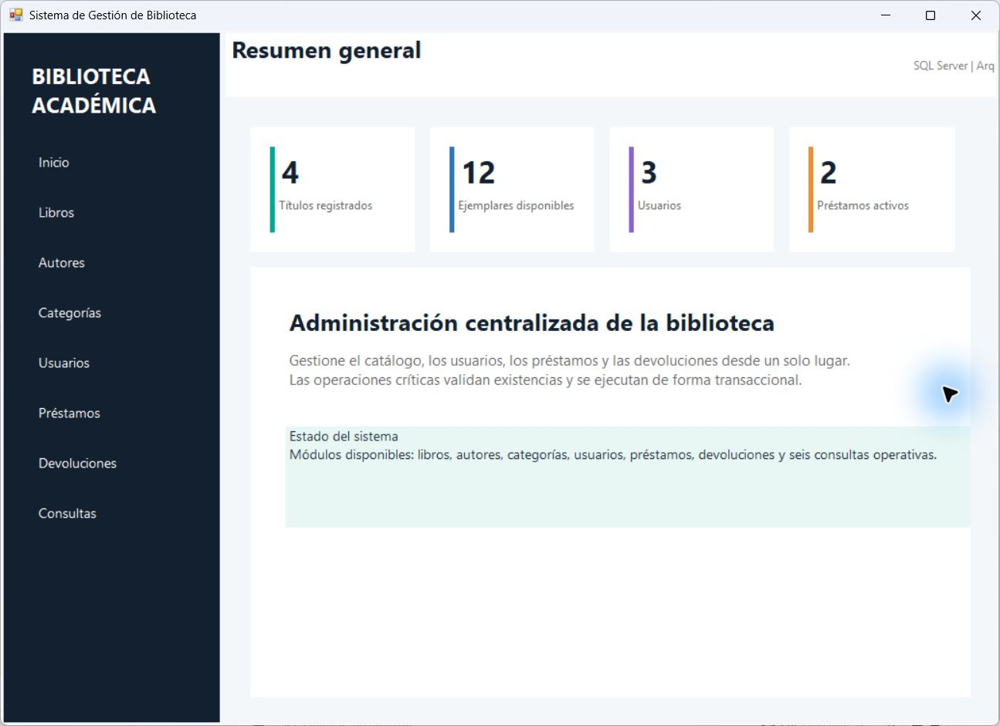 Sistema de Gestión de Biblioteca
BIBLIOTECA
ACADÉMICA
Inicio
Libros
Autores
Categorías
Usuarios
Préstamos
Devoluciones
Consultas
Resumen general
SQL Server | Arq
4
Títulos registrados
12
Ejemplares disponibles
3
Usuarios
2
Préstamos activos
Administración centralizada de la biblioteca
Gestione el catálogo, los usuarios, los préstamos y las devoluciones desde un solo lugar.
Las operaciones críticas validan existencias y se ejecutan de forma transaccional.
Estado del sistema
Módulos disponibles: libros, autores, categorías, usuarios, préstamos, devoluciones y seis consultas operativas.